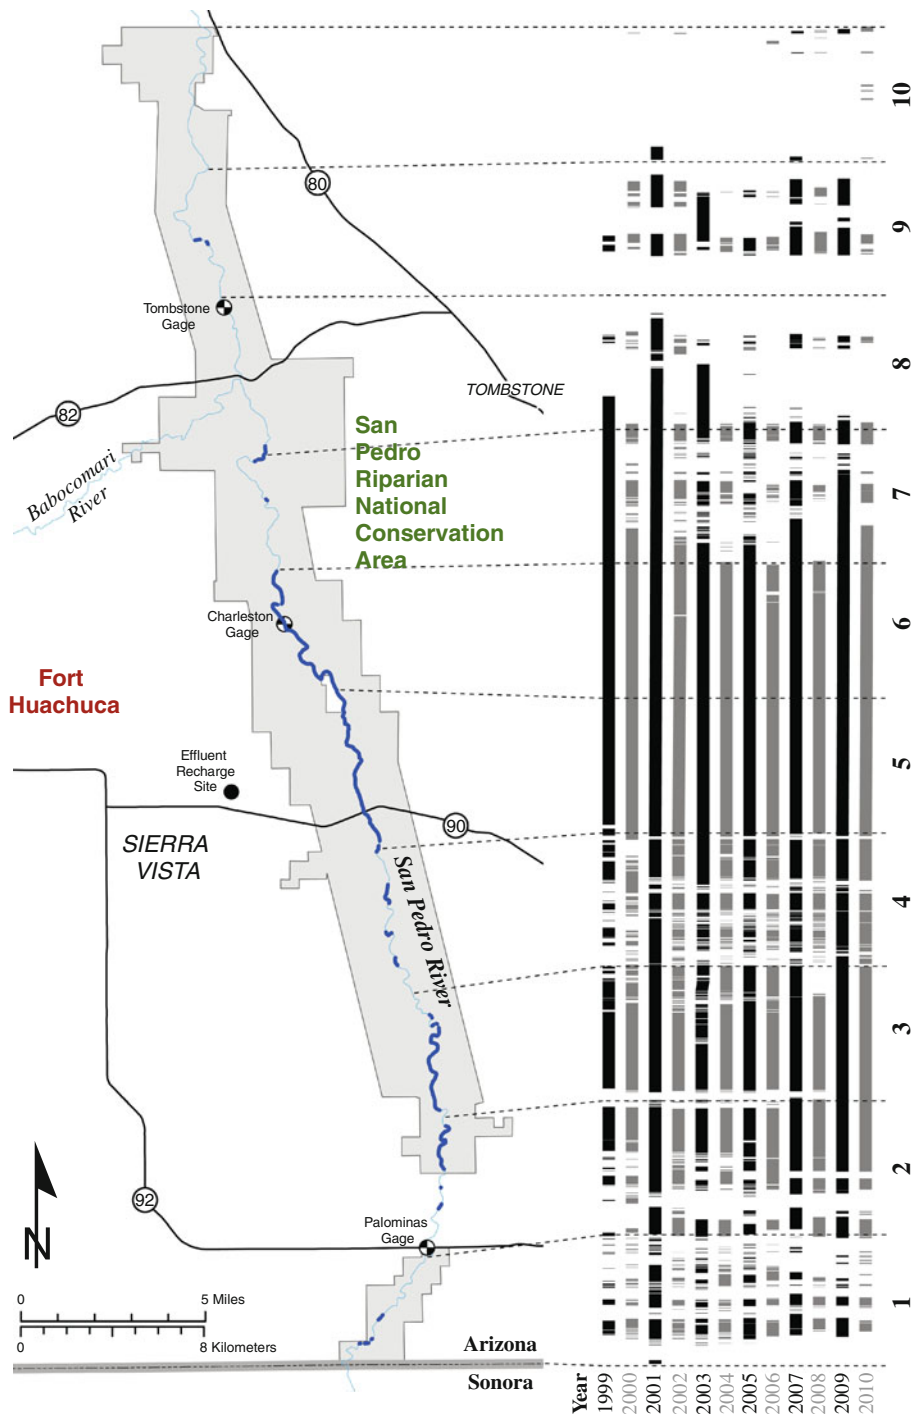 10
80
9
Tombstone
Gage
8
TOMBSTONE
82
San
Pedro
Riparian
National
Conservation
Area
Babocomari
River
7
Charleston
Gage
6
Fort
Huachuca
Effluent
Recharge
Site
5
90
SIERRA
VISTA
San Pedro River
4
3
2
92
N
Palominas
Gage
0 5 Miles
0 8 Kilometers
1
Arizona
Sonora
Year
1999
2000
2001
2002
2003
2004
2005
2006
2007
2008
2009
2010